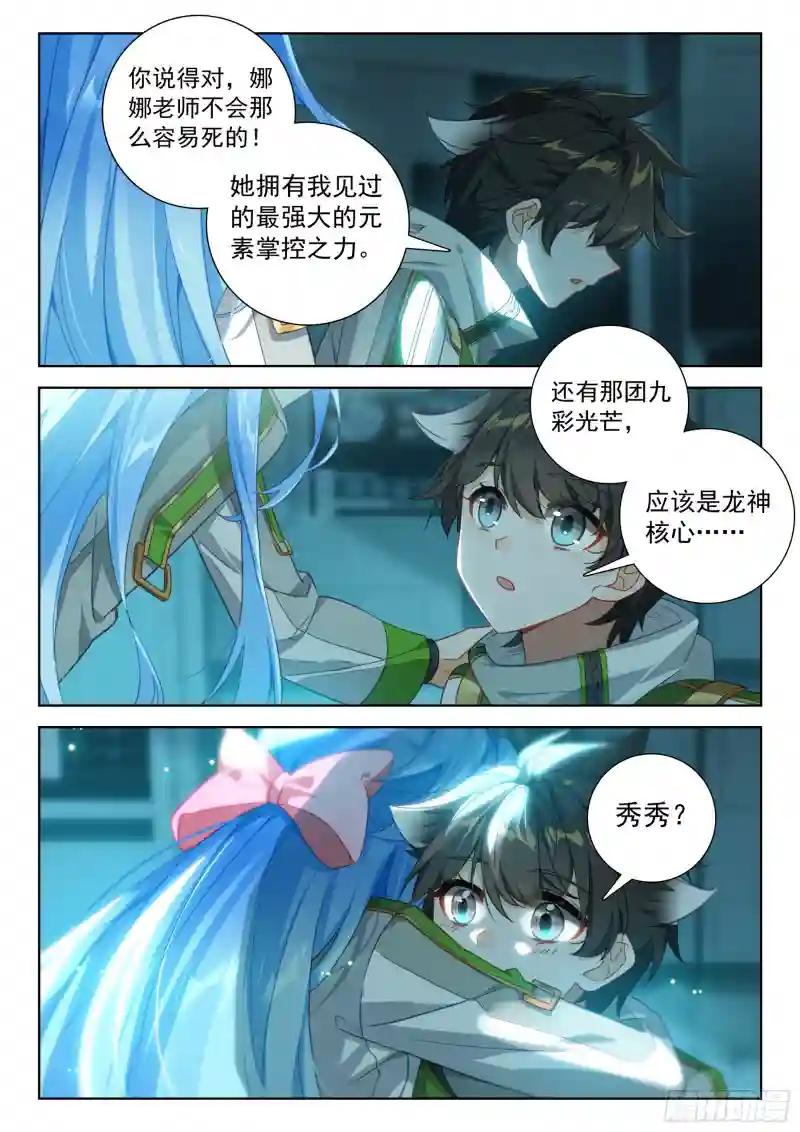 你说得对，娜
娜老师不会那
么容易死的！
她拥有我见过
的最强大的元
素掌控之力。
还有那团九
彩光芒，
应该是龙神
核心……
秀秀？